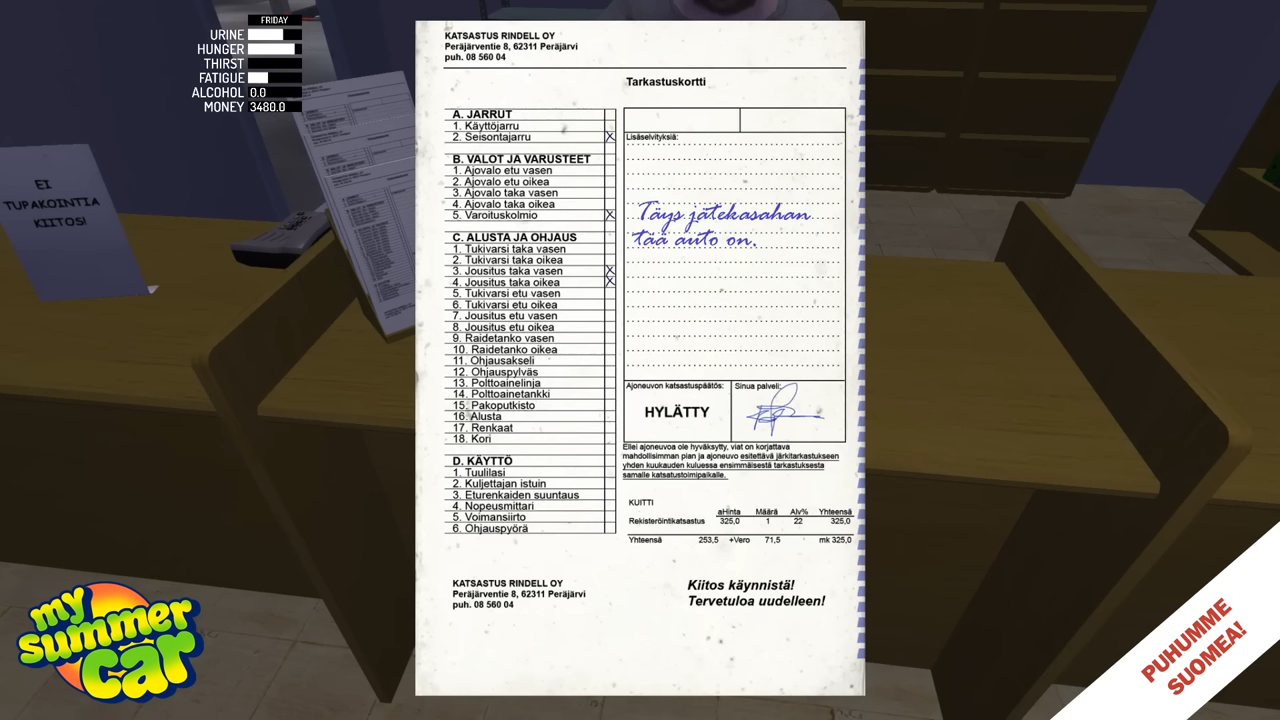 FRIDAY
URINE
HUNGER
THIRST
FATIGUE
ALCOHOL 0.0
MONEY 3480.0
EI
TUPAKOINTIA
KIITOS!
KATSASTUS RINDELL OY
Peräjärventie 8, 62311 Peräjärvi
puh. 08 560 04
Tarkastuskortti
A. JARRUT
1. Käyttöjarru
2. Seisontajarru X
B. VALOT JA VARUSTEET
1. Ajovalo etu vasen
2. Ajovalo etu oikea
3. Ajovalo taka vasen
4. Ajovalo taka oikea
5. Varoituskolmio X
C. ALUSTA JA OHJAUS
1. Tukivarsi taka vasen
2. Tukivarsi taka oikea
3. Jousitus taka vasen X
4. Jousitus taka oikea X
5. Tukivarsi etu vasen
6. Tukivarsi etu oikea
7. Jousitus etu vasen
8. Jousitus etu oikea
9. Raidetanko vasen
10. Raidetanko oikea
11. Ohjausakseli
12. Ohjauspylväs
13. Polttoainelinja
14. Polttoainetankki
15. Pakoputkisto
16. Alusta
17. Renkaat
18. Kori
D. KÄYTTÖ
1. Tuulilasi
2. Kuljettajan istuin
3. Eturenkaiden suuntaus
4. Nopeusmittari
5. Voimansiirto
6. Ohjauspyörä
Lisäselvityksiä:
Täys jätekasahan
tää auto on.
Ajoneuvon katsastuspäätös:
HYLÄTTY
Sinua palveli:
Ellei ajoneuvoa ole hyväksytty, viat on korjattava
mahdollisimman pian ja ajoneuvo esitettävä järkitarkastukseen
yhden kuukauden kuluessa ensimmäisestä tarkastuksesta
samalle katsatustoimipaikalle.
KUITTI
aHinta Määrä Alv% Yhteensä
Rekisteröintikatsastus 325,0 1 22 325,0
Yhteensä 253,5 +Vero 71,5 mk 325,0
KATSASTUS RINDELL OY
Peräjärventie 8, 62311 Peräjärvi
puh. 08 560 04
Kiitos käynnistä!
Tervetuloa uudelleen!
my
summer
car
PUHUMME
SUOMEA!